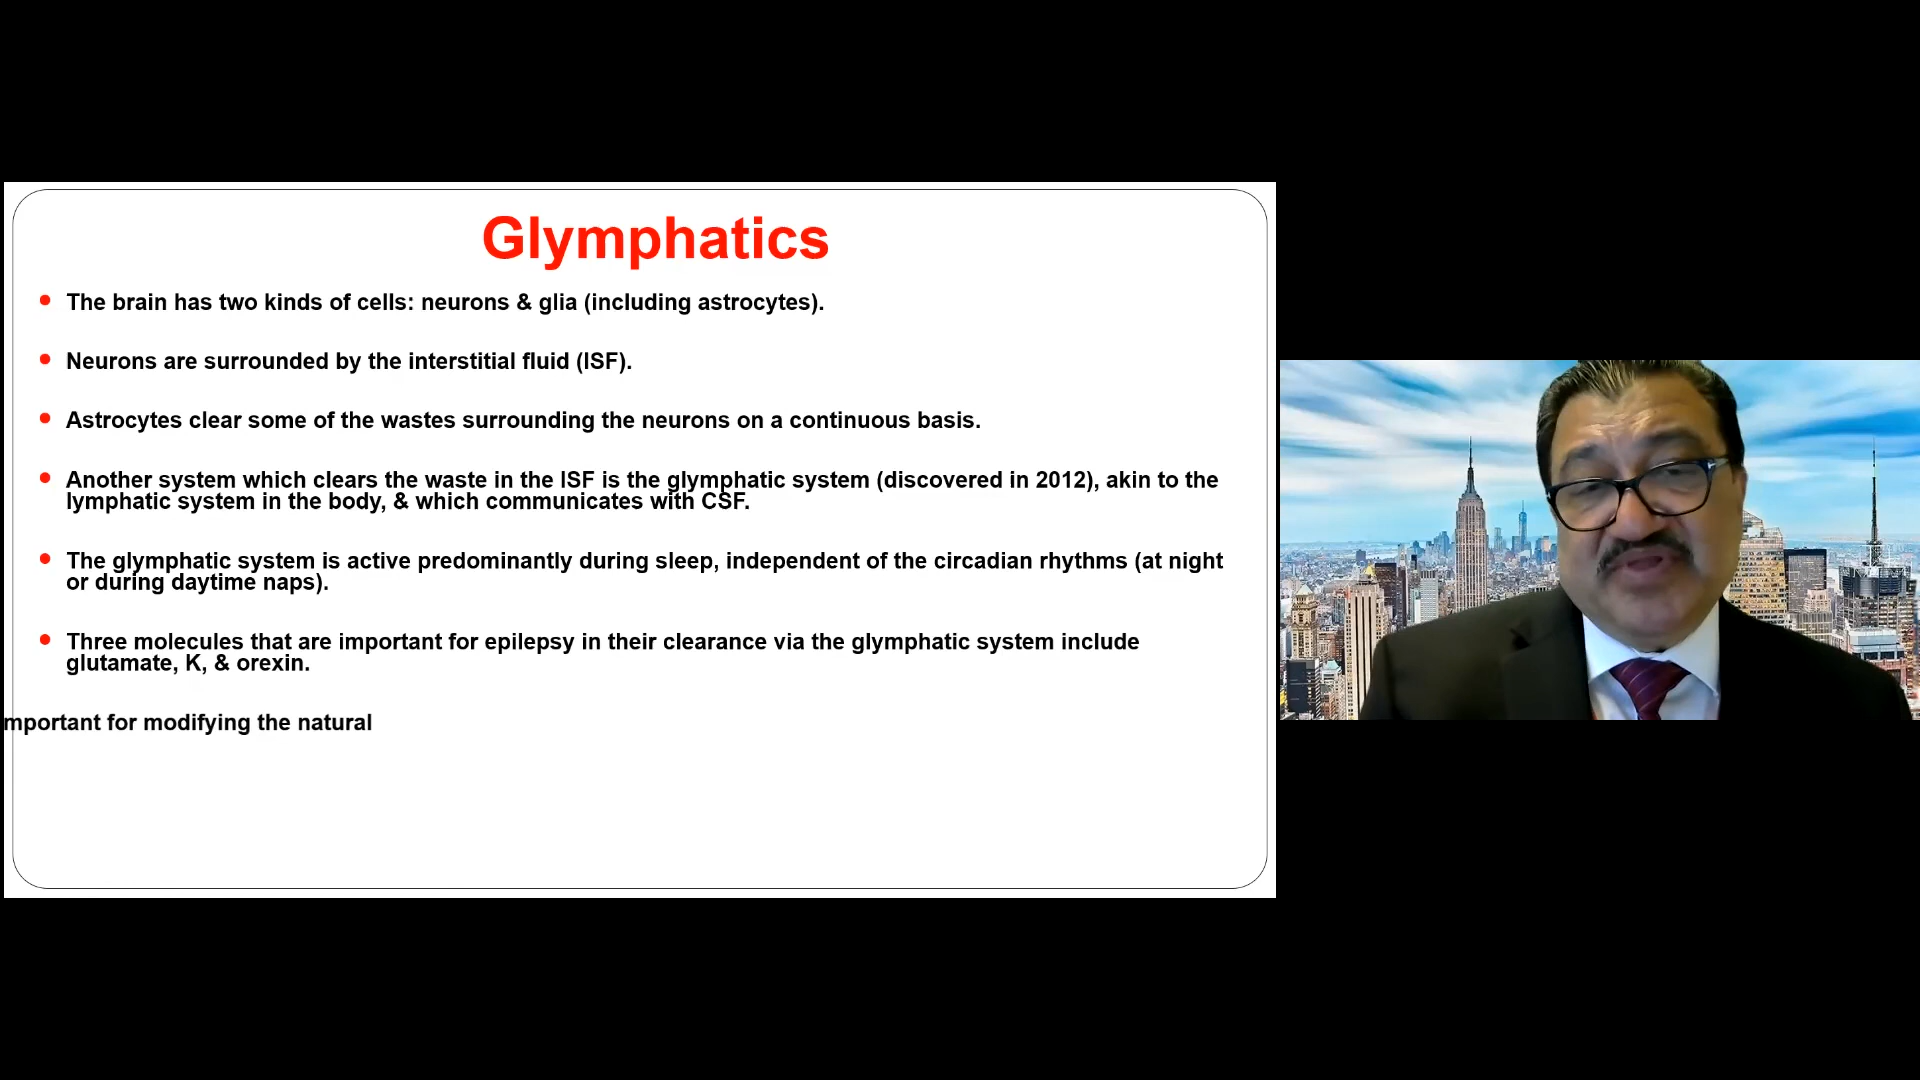 Glymphatics
The brain has two kinds of cells: neurons & glia (including astrocytes).
Neurons are surrounded by the interstitial fluid (ISF).
Astrocytes clear some of the wastes surrounding the neurons on a continuous basis.
Another system which clears the waste in the ISF is the glymphatic system (discovered in 2012), akin to the
lymphatic system in the body, & which communicates with CSF.
The glymphatic system is active predominantly during sleep, independent of the circadian rhythms (at night
or during daytime naps).
Three molecules that are important for epilepsy in their clearance via the glymphatic system include
glutamate, K, & orexin.
mportant for modifying the natural